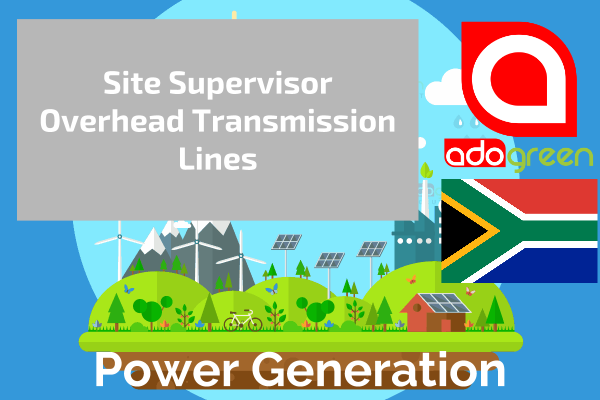 Site Supervisor
Overhead Transmission
Lines
adogreen
Power Generation